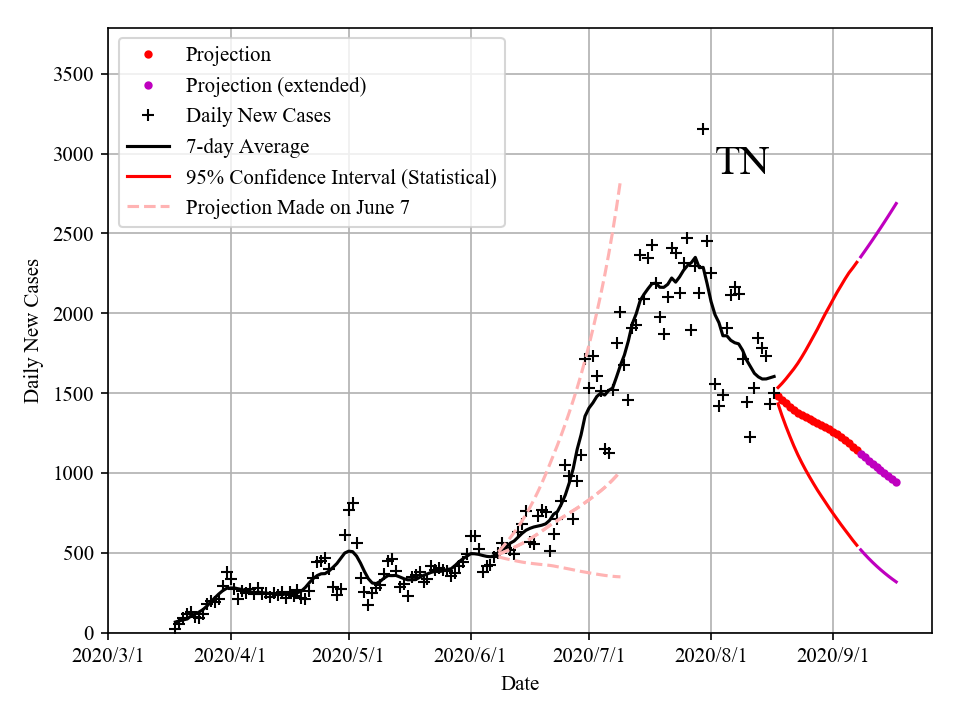 Projection
Projection (extended)
Daily New Cases
7-day Average
95% Confidence Interval (Statistical)
Projection Made on June 7
TN
3500
3000
2500
2000
1500
1000
500
0
Daily New Cases
2020/3/1 2020/4/1 2020/5/1 2020/6/1 2020/7/1 2020/8/1 2020/9/1
Date